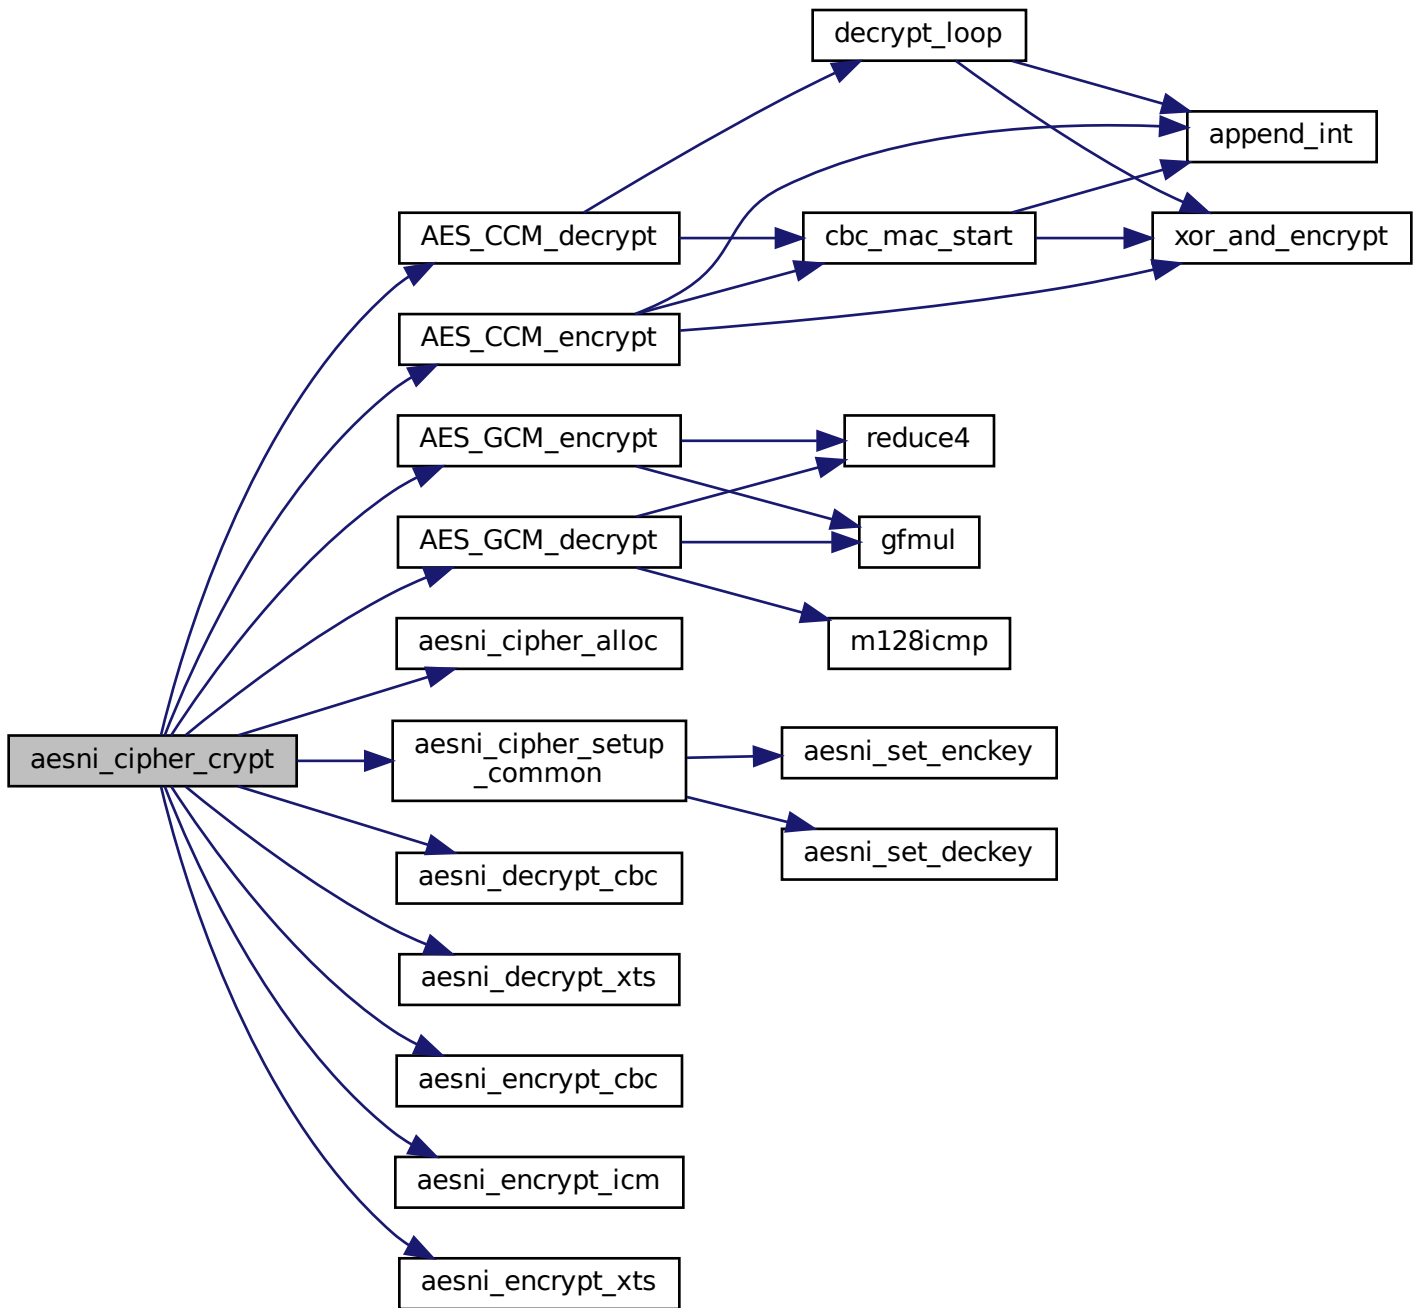 decrypt_loop
append_int
AES_CCM_decrypt
cbc_mac_start
xor_and_encrypt
AES_CCM_encrypt
AES_GCM_encrypt
reduce4
AES_GCM_decrypt
gfmul
aesni_cipher_alloc
m128icmp
aesni_cipher_crypt
aesni_cipher_setup
_common
aesni_set_enckey
aesni_set_deckey
aesni_decrypt_cbc
aesni_decrypt_xts
aesni_encrypt_cbc
aesni_encrypt_icm
aesni_encrypt_xts